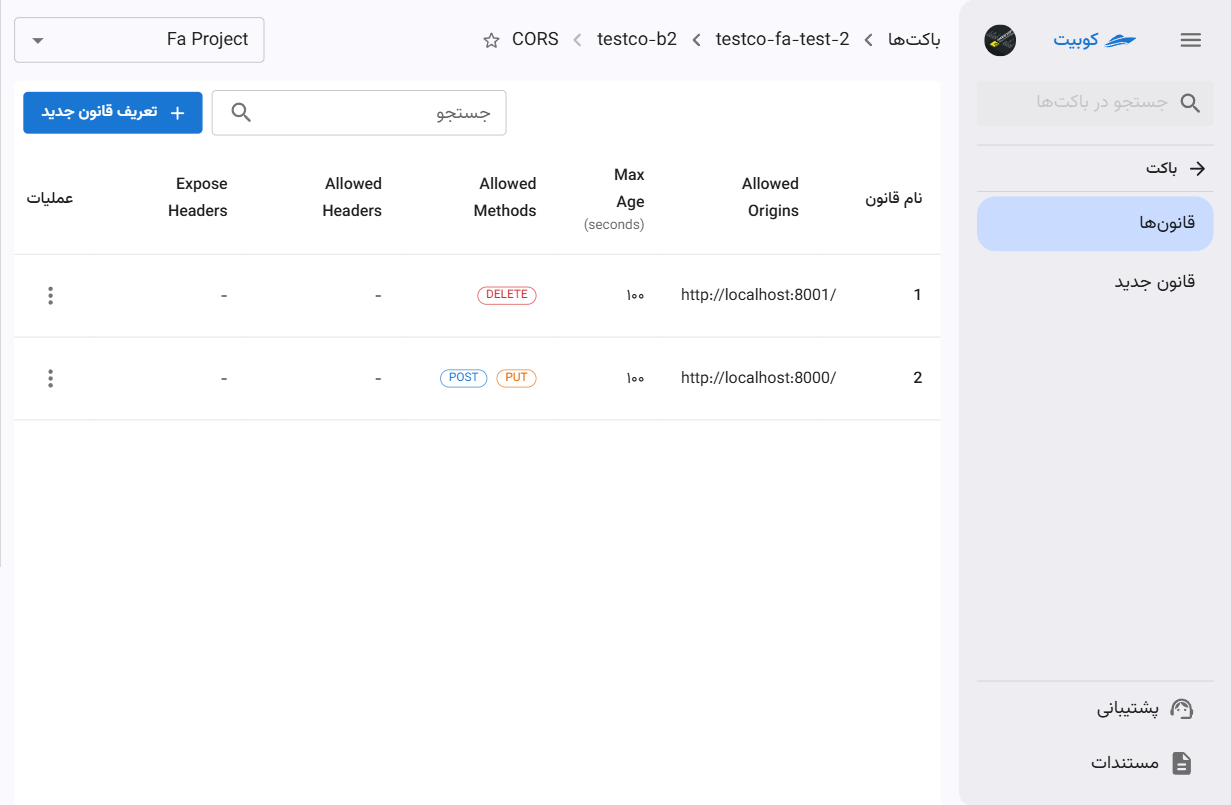 کوبیت
جستجو در باکت‌ها
باکت
قانون‌ها
قانون جدید
پشتیبانی
مستندات
باکت‌ها
testco-fa-test-2
testco-b2
CORS
Fa Project
جستجو
تعریف قانون جدید
نام قانون
Allowed
Origins
Max
Age
(seconds)
Allowed
Methods
Allowed
Headers
Expose
Headers
عملیات
1 http://localhost:8001/ ۱۰۰ DELETE - -
2 http://localhost:8000/ ۱۰۰ PUT POST - -